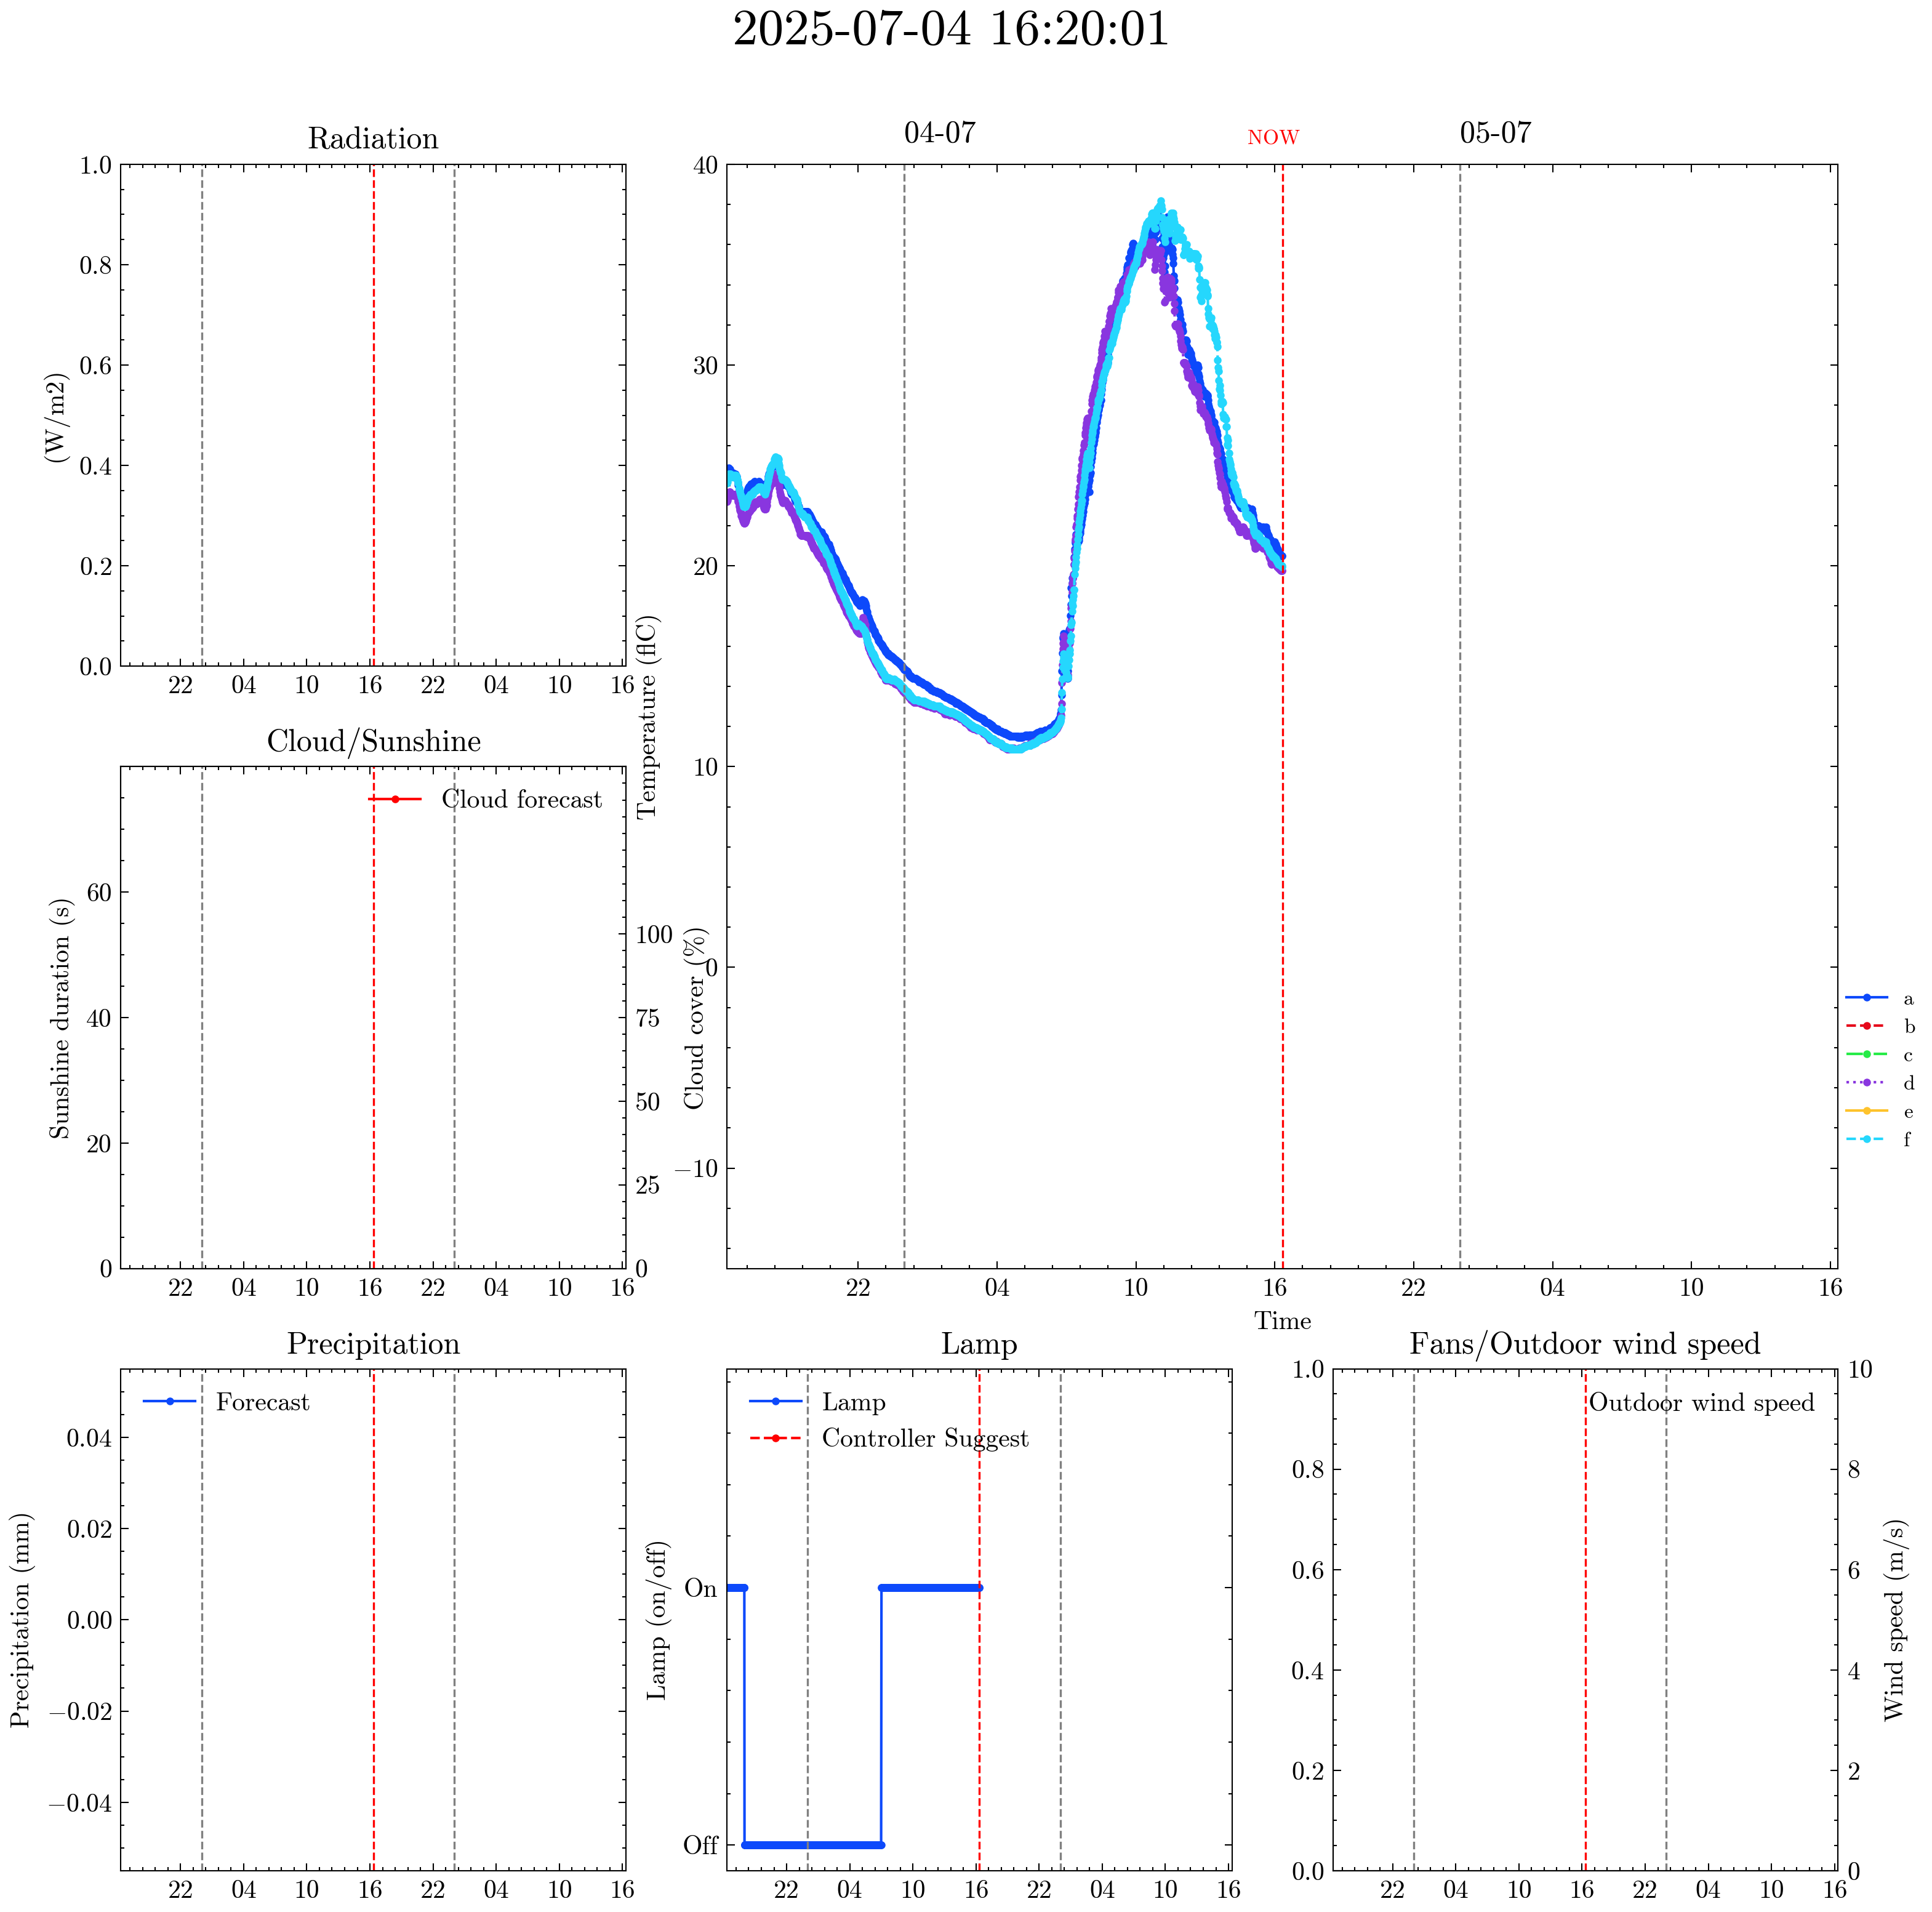 2025-07-04 16:20:01
Radiation
(W/m2)
1.0
0.8
0.6
0.4
0.2
0.0
22 04 10 16 22 04 10 16
04-07
NOW
05-07
Temperature (flC)
40
30
20
10
0
−10
22 04 10 16 22 04 10 16
Time
a
b
c
d
e
f
Cloud/Sunshine
Cloud forecast
Sunshine duration (s)
60
40
20
0
Cloud cover (%)
100
75
50
25
0
22 04 10 16 22 04 10 16
Precipitation
Forecast
Precipitation (mm)
0.04
0.02
0.00
−0.02
−0.04
22 04 10 16 22 04 10 16
Lamp
Lamp
Controller Suggest
Lamp (on/off)
On
Off
22 04 10 16 22 04 10 16
Fans/Outdoor wind speed
Outdoor wind speed
1.0
0.8
0.6
0.4
0.2
0.0
10
8
6
4
2
0
Wind speed (m/s)
22 04 10 16 22 04 10 16